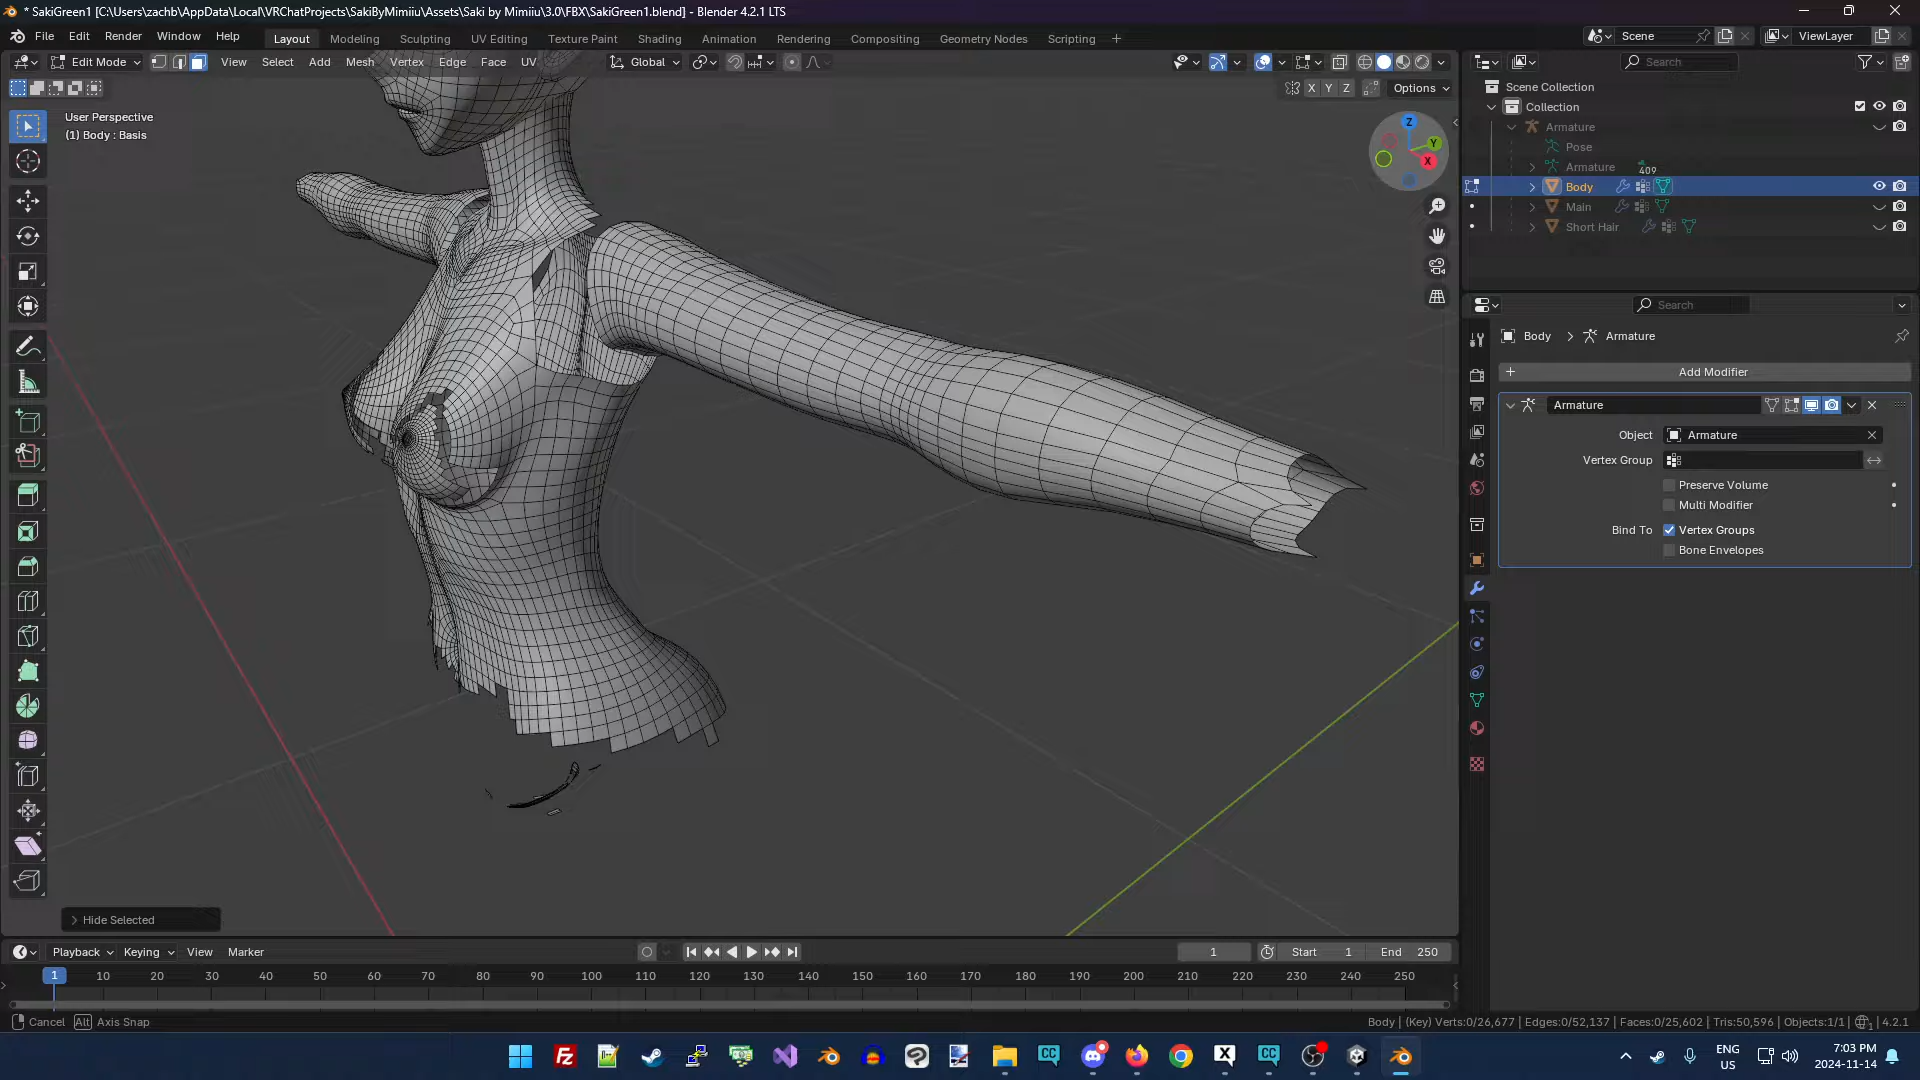 * SakiGreen1 [C:\Users\zachb\AppData\Local\VRChatProjects\SakiByMimiiu\Assets\Saki by Mimiiu\3.0\FBX\SakiGreen1.blend] - Blender 4.2.1 LTS
File Edit Render Window Help Layout Modeling Sculpting UV Editing Texture Paint Shading Animation Rendering Compositing Geometry Nodes Scripting + Scene ViewLayer
Edit Mode View Select Add Mesh Vertex Edge Face UV Global Search
X Y Z Options
User Perspective
(1) Body : Basis
Z
Y
X
Scene Collection
Collection
Armature
Pose
Armature 409
Body
Main
Short Hair
Search
Body > Armature
Add Modifier
Armature
Object Armature
Vertex Group
Preserve Volume
Multi Modifier
Bind To Vertex Groups
Bone Envelopes
Hide Selected
Playback Keying View Marker 1 Start 1 End 250
1 10 20 30 40 50 60 70 80 90 100 110 120 130 140 150 160 170 180 190 200 210 220 230 240 250
Cancel Alt Axis Snap Body | (Key) Verts:0/26,677 | Edges:0/52,137 | Faces:0/25,602 | Tris:50,596 | Objects:1/1 | 4.2.1
FZ CC X CC
ENG
US
7:03 PM
2024-11-14